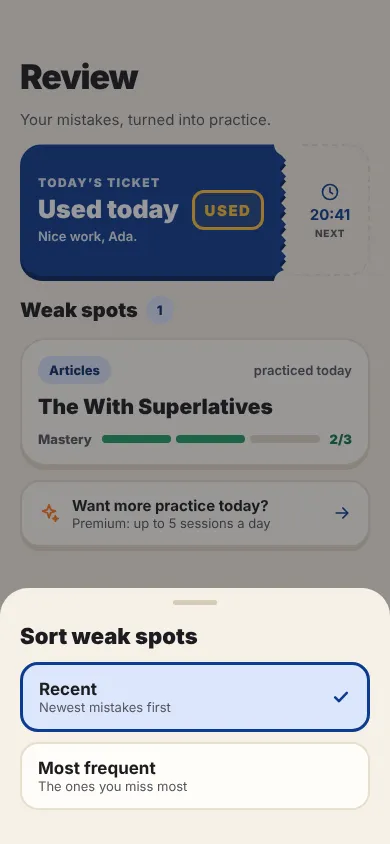 Review
Your mistakes, turned into practice.
TODAY'S TICKET
Used today
Nice work, Ada.
USED
20:41
NEXT
Weak spots
1
Articles
practiced today
The With Superlatives
Mastery
2/3
Want more practice today?
Premium: up to 5 sessions a day
Sort weak spots
Recent
Newest mistakes first
Most frequent
The ones you miss most